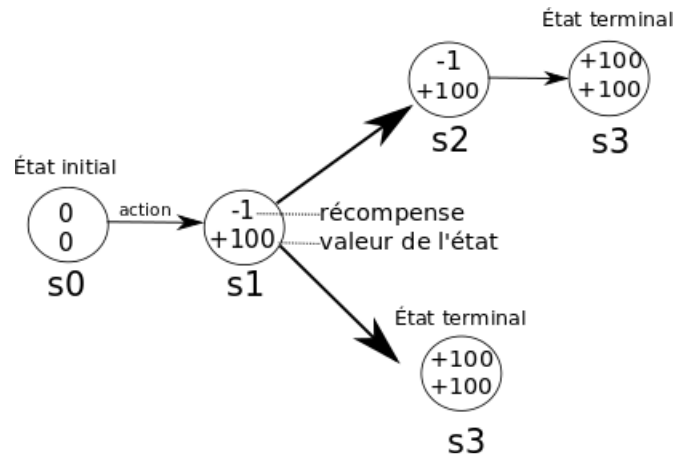 État terminal
-1
+100
s2
+100
+100
s3
État initial
0
0
s0
action
-1
+100
s1
récompense
valeur de l'état
État terminal
+100
+100
s3